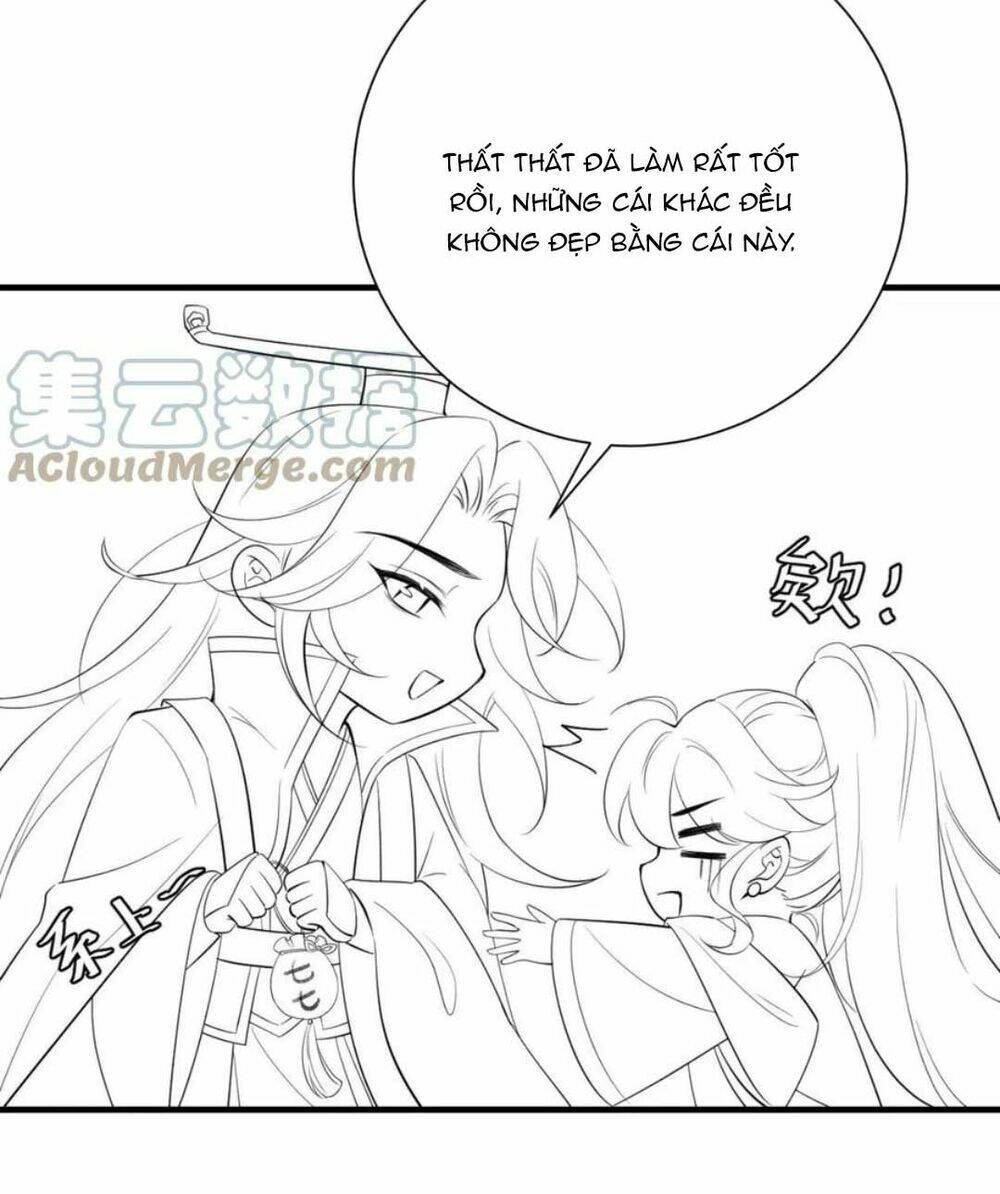 THẤT THẤT ĐÃ LÀM RẤT TỐT
RỒI, NHỮNG CÁI KHÁC ĐỀU
KHÔNG ĐẸP BẰNG CÁI NÀY.
集云数据
ACloudMerge.com
欸！
系上~
七七